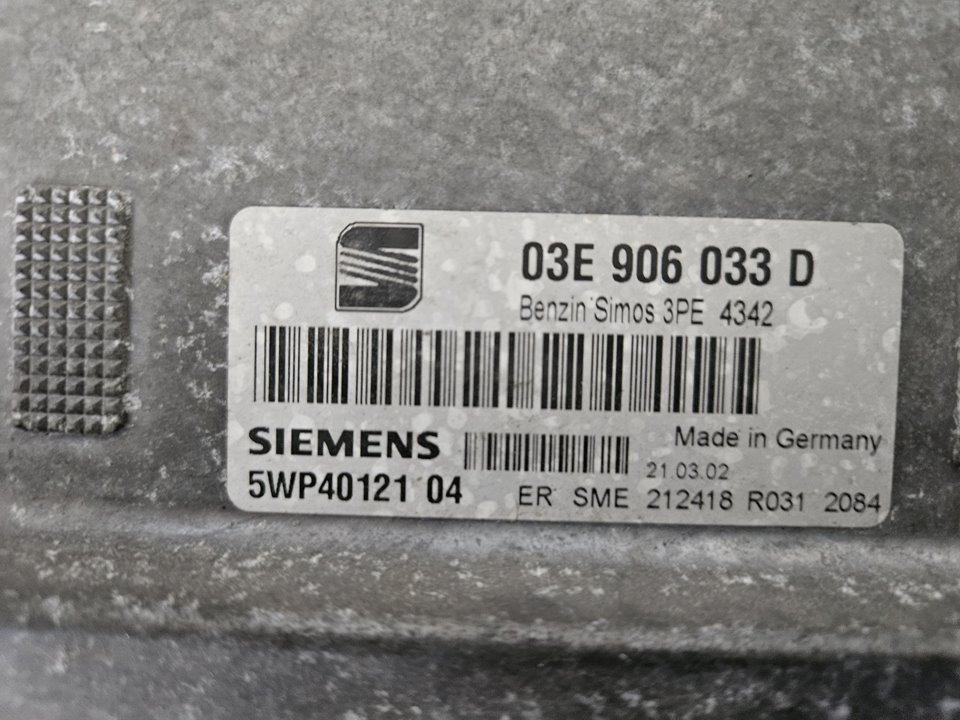 03E 906 033 D
Benzin Simos 3PE 4342
SIEMENS
Made in Germany
21.03.02
5WP40121 04
ER SME 212418 R031 2084